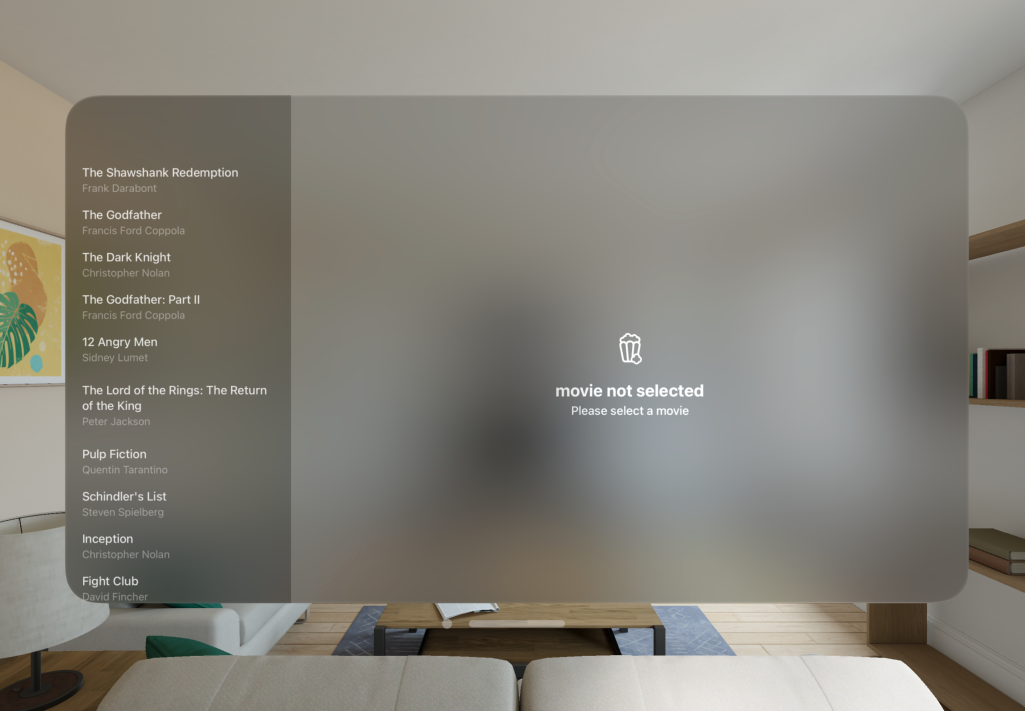 The Shawshank Redemption
Frank Darabont
The Godfather
Francis Ford Coppola
The Dark Knight
Christopher Nolan
The Godfather: Part II
Francis Ford Coppola
12 Angry Men
Sidney Lumet
The Lord of the Rings: The Return
of the King
Peter Jackson
Pulp Fiction
Quentin Tarantino
Schindler's List
Steven Spielberg
Inception
Christopher Nolan
Fight Club
David Fincher
movie not selected
Please select a movie